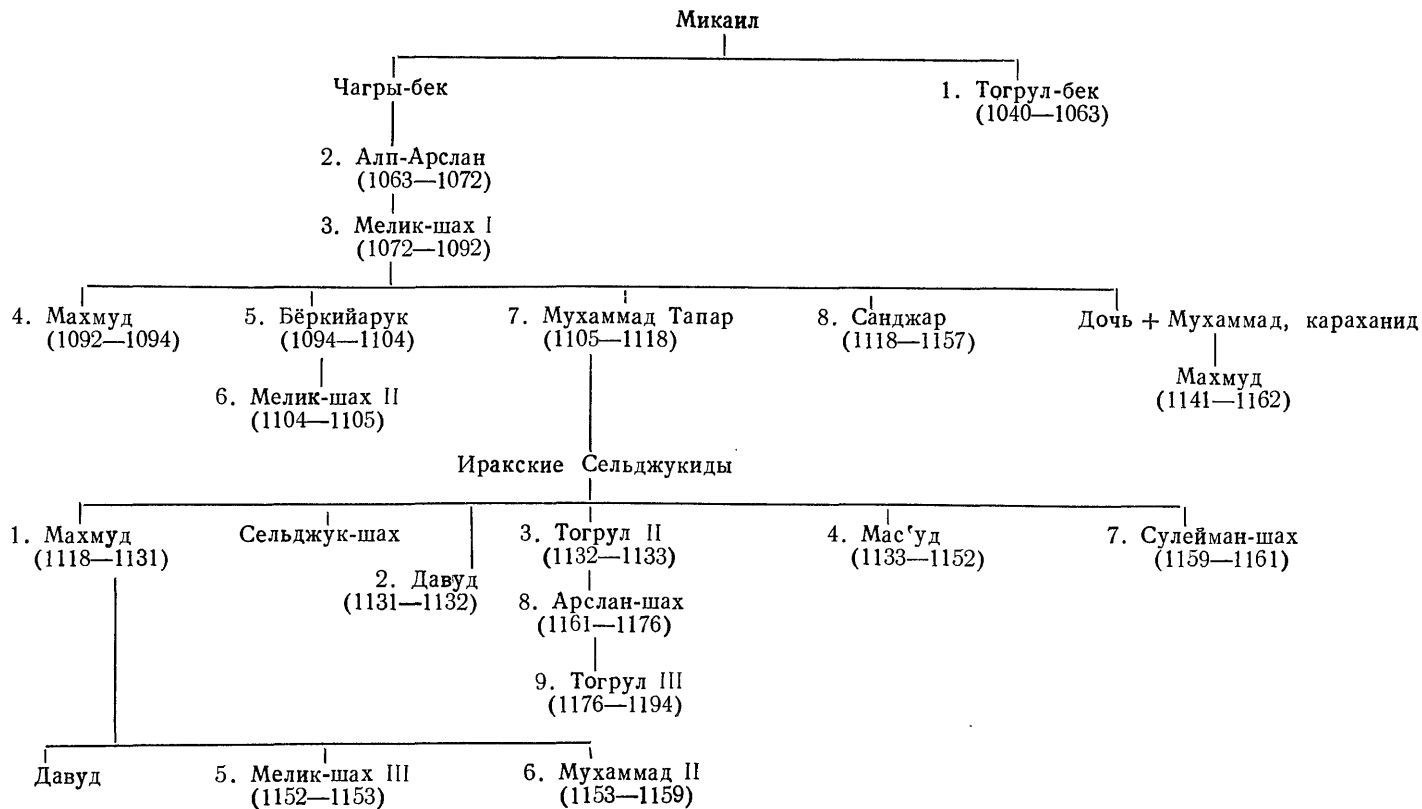 Микаил
Чагры-бек
1. Тогрул-бек
(1040—1063)
2. Алп-Арслан
(1063—1072)
3. Мелик-шах I
(1072—1092)
4. Махмуд
(1092—1094)
5. Бёркийарук
(1094—1104)
7. Мухаммад Тапар
(1105—1118)
8. Санджар
(1118—1157)
Дочь + Мухаммад, караханид
6. Мелик-шах II
(1104—1105)
Махмуд
(1141—1162)
Иракские Сельджукиды
1. Махмуд
(1118—1131)
Сельджук-шах
2. Давуд
(1131—1132)
3. Тогрул II
(1132—1133)
4. Масʿуд
(1133—1152)
7. Сулейман-шах
(1159—1161)
8. Арслан-шах
(1161—1176)
9. Тогрул III
(1176—1194)
Давуд
5. Мелик-шах III
(1152—1153)
6. Мухаммад II
(1153—1159)